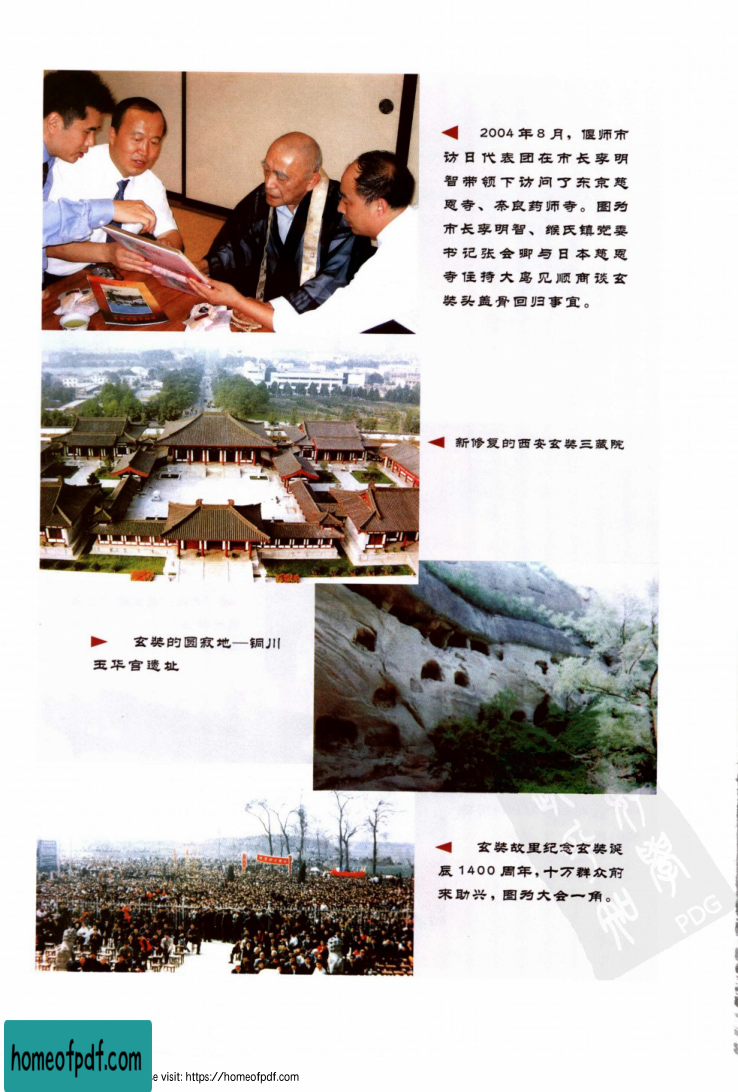 2004年8月，偃师市
访日代表团在市长李明
智带领下访问了东京慈
恩寺、奈良药师寺。图为
市长李明智、缑氏镇党委
书记张会卿与日本慈恩
寺住持大岛见顺商谈玄
奘头盖骨回归事宜。
新修复的西安玄奘三藏院
玄奘的圆寂地—铜川
玉华宫遗址
玄奘故里纪念玄奘诞
辰1400周年，十万群众前
来助兴，图为大会一角。
PDG
homeofpdf.com
se visit: https://homeofpdf.com